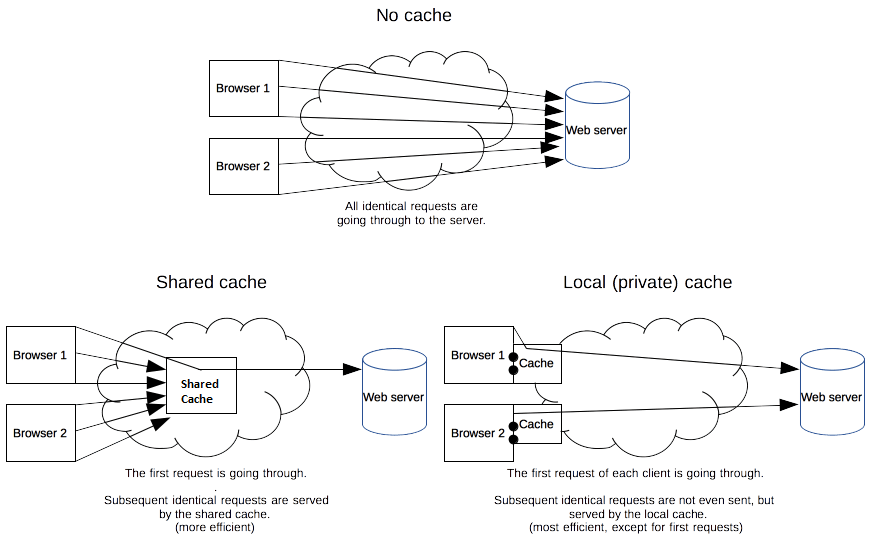 No cache
Browser 1
Browser 2
Web server
All identical requests are
going through to the server.
Shared cache
Browser 1
Browser 2
Shared
Cache
Web server
The first request is going through.
.
Subsequent identical requests are served
by the shared cache.
(more efficient)
Local (private) cache
Browser 1
Cache
Browser 2
Cache
Web server
The first request of each client is going through.
Subsequent identical requests are not even sent, but
served by the local cache.
(most efficient, except for first requests)